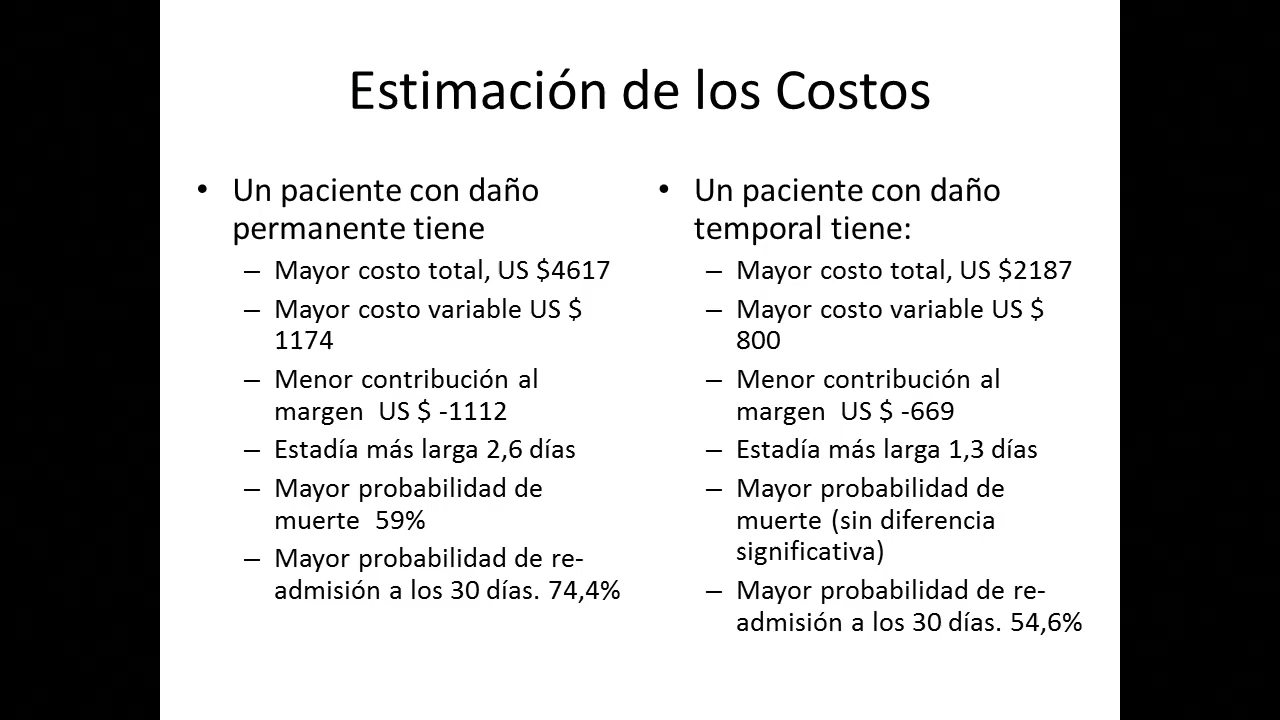 Estimación de los Costos
• Un paciente con daño
permanente tiene
– Mayor costo total, US $4617
– Mayor costo variable US $
1174
– Menor contribución al
margen  US $ -1112
– Estadía más larga 2,6 días
– Mayor probabilidad de
muerte  59%
– Mayor probabilidad de re-
admisión a los 30 días. 74,4%
• Un paciente con daño
temporal tiene:
– Mayor costo total, US $2187
– Mayor costo variable US $
800
– Menor contribución al
margen  US $ -669
– Estadía más larga 1,3 días
– Mayor probabilidad de
muerte (sin diferencia
significativa)
– Mayor probabilidad de re-
admisión a los 30 días. 54,6%